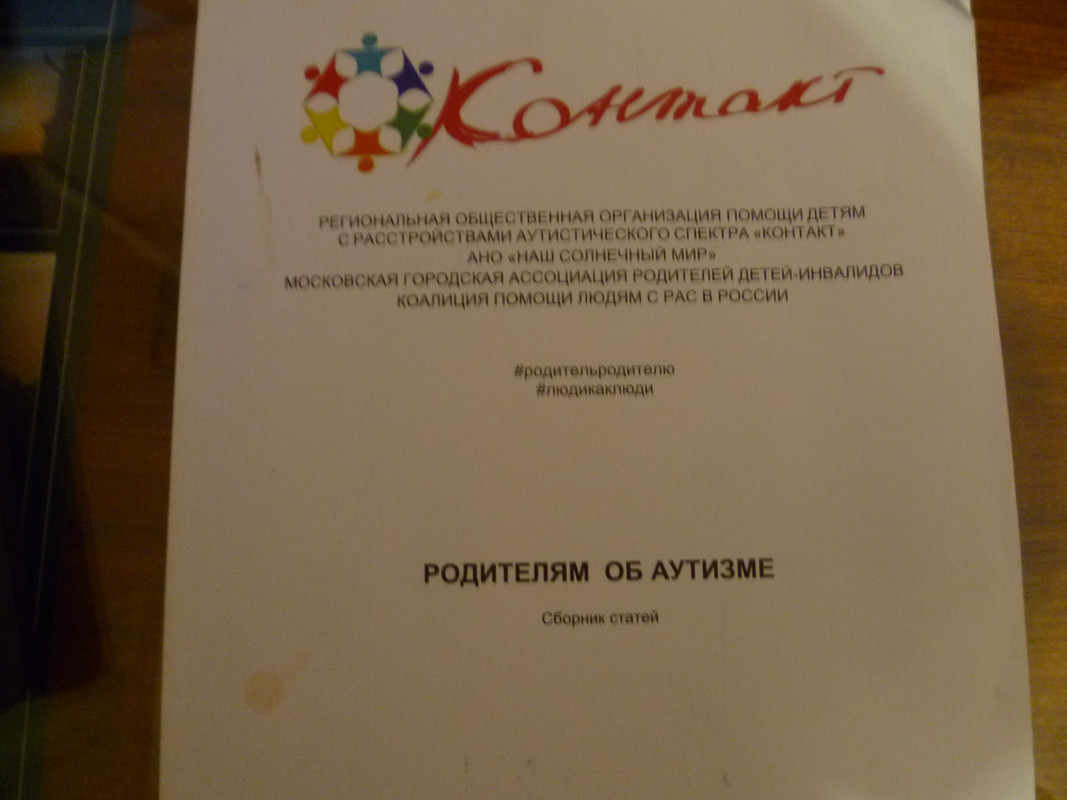 Контакт
РЕГИОНАЛЬНАЯ ОБЩЕСТВЕННАЯ ОРГАНИЗАЦИЯ ПОМОЩИ ДЕТЯМ
С РАССТРОЙСТВАМИ АУТИСТИЧЕСКОГО СПЕКТРА «КОНТАКТ»
АНО «НАШ СОЛНЕЧНЫЙ МИР»
МОСКОВСКАЯ ГОРОДСКАЯ АССОЦИАЦИЯ РОДИТЕЛЕЙ ДЕТЕЙ-ИНВАЛИДОВ
КОАЛИЦИЯ ПОМОЩИ ЛЮДЯМ С РАС В РОССИИ
#родительродителю
#людикаклюди
РОДИТЕЛЯМ ОБ АУТИЗМЕ
Сборник статей